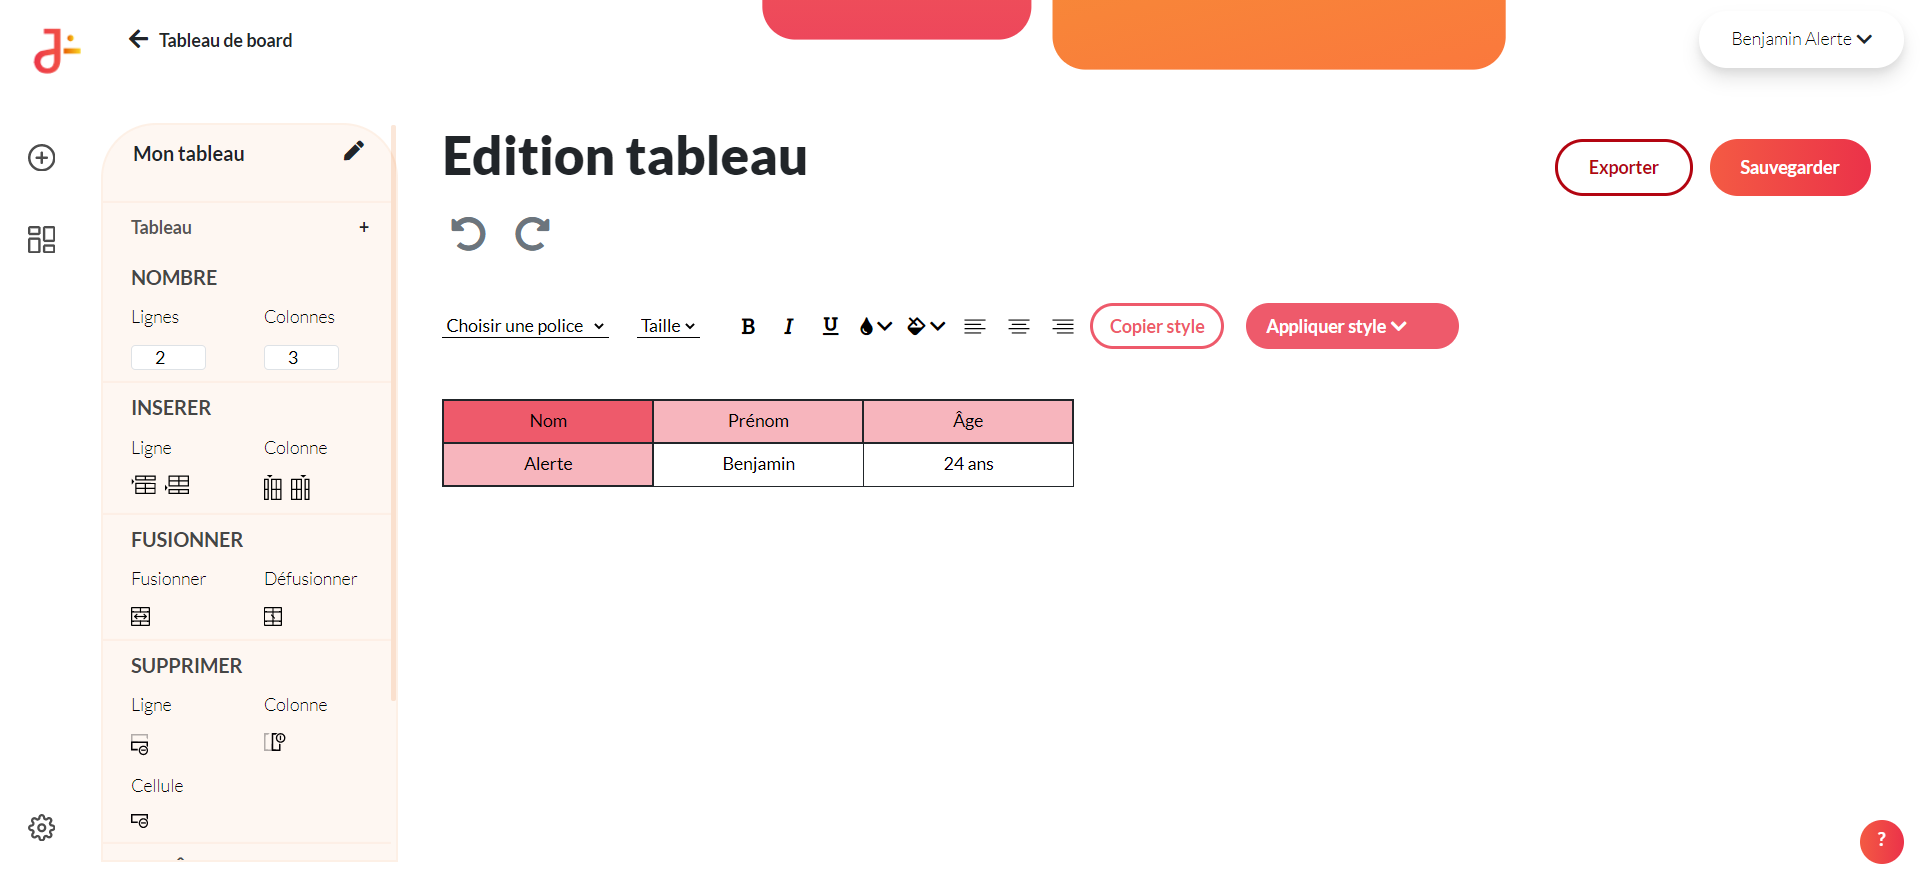 Tableau de board
Benjamin Alerte
Mon tableau
Tableau +
NOMBRE
Lignes Colonnes
2 3
INSERER
Ligne Colonne
FUSIONNER
Fusionner Défusionner
SUPPRIMER
Ligne Colonne
Cellule
Edition tableau
Exporter Sauvegarder
Choisir une police Taille B I U Copier style Appliquer style
Nom Prénom Âge
Alerte Benjamin 24 ans
?